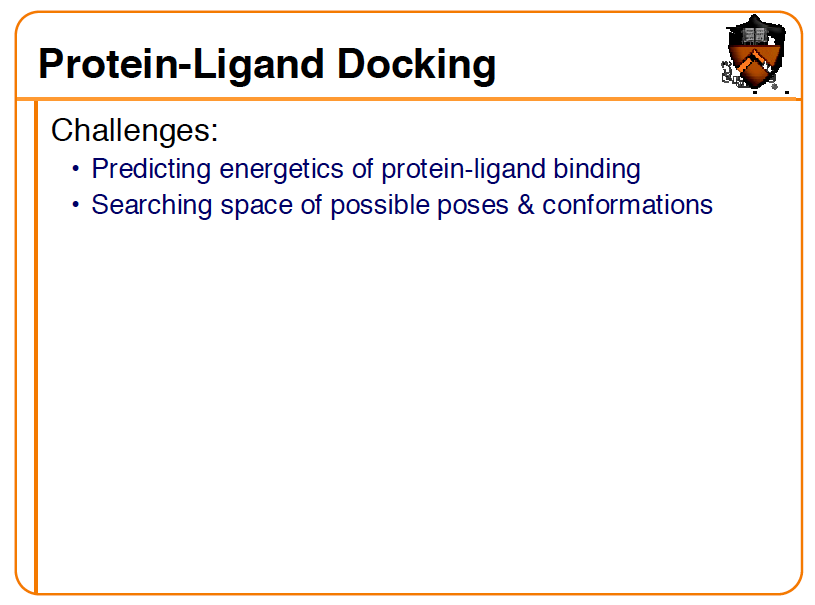 Protein-Ligand Docking
Challenges:
• Predicting energetics of protein-ligand binding
• Searching space of possible poses & conformations